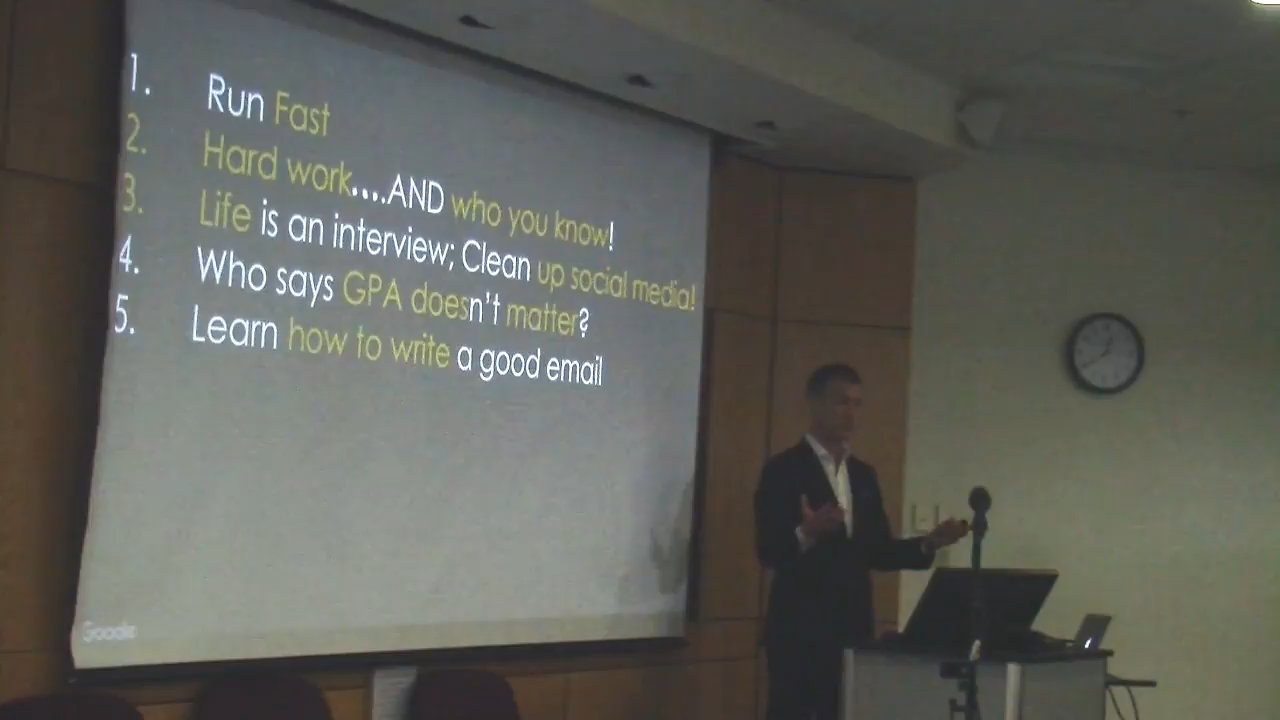 1. Run Fast
2. Hard work....AND who you know!
3. Life is an interview; Clean up social media!
4. Who says GPA doesn't matter?
5. Learn how to write a good email
Google